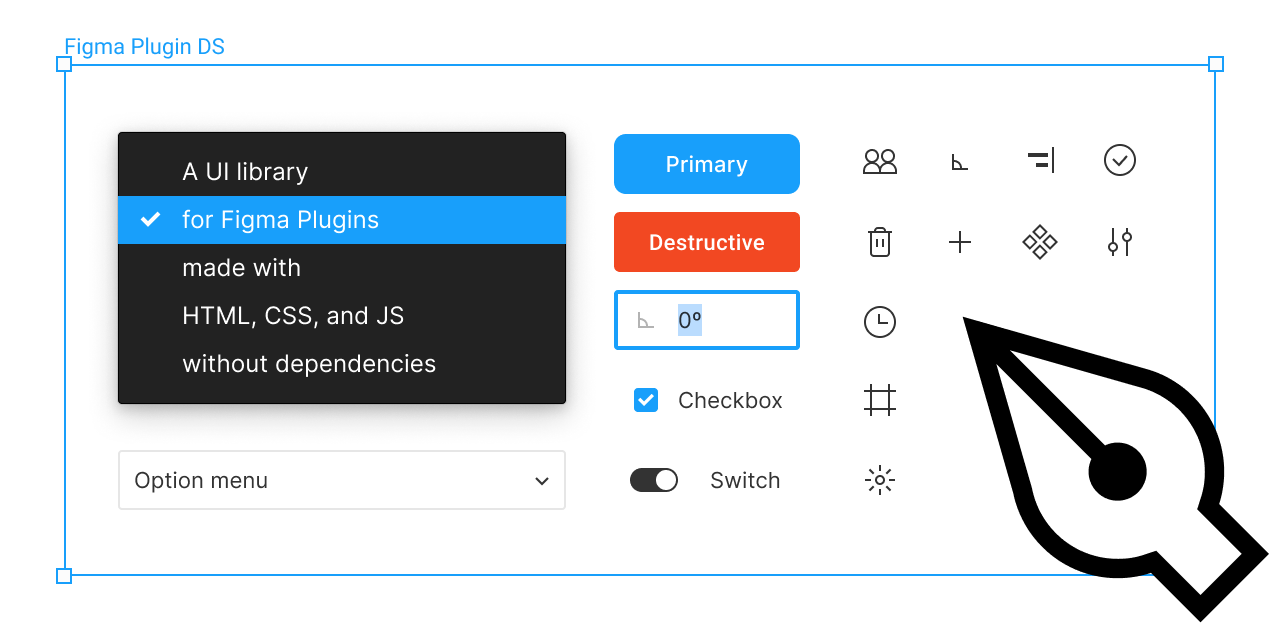 Figma Plugin DS
A UI library
for Figma Plugins
made with
HTML, CSS, and JS
without dependencies
Option menu
Primary
Destructive
0º
Checkbox
Switch